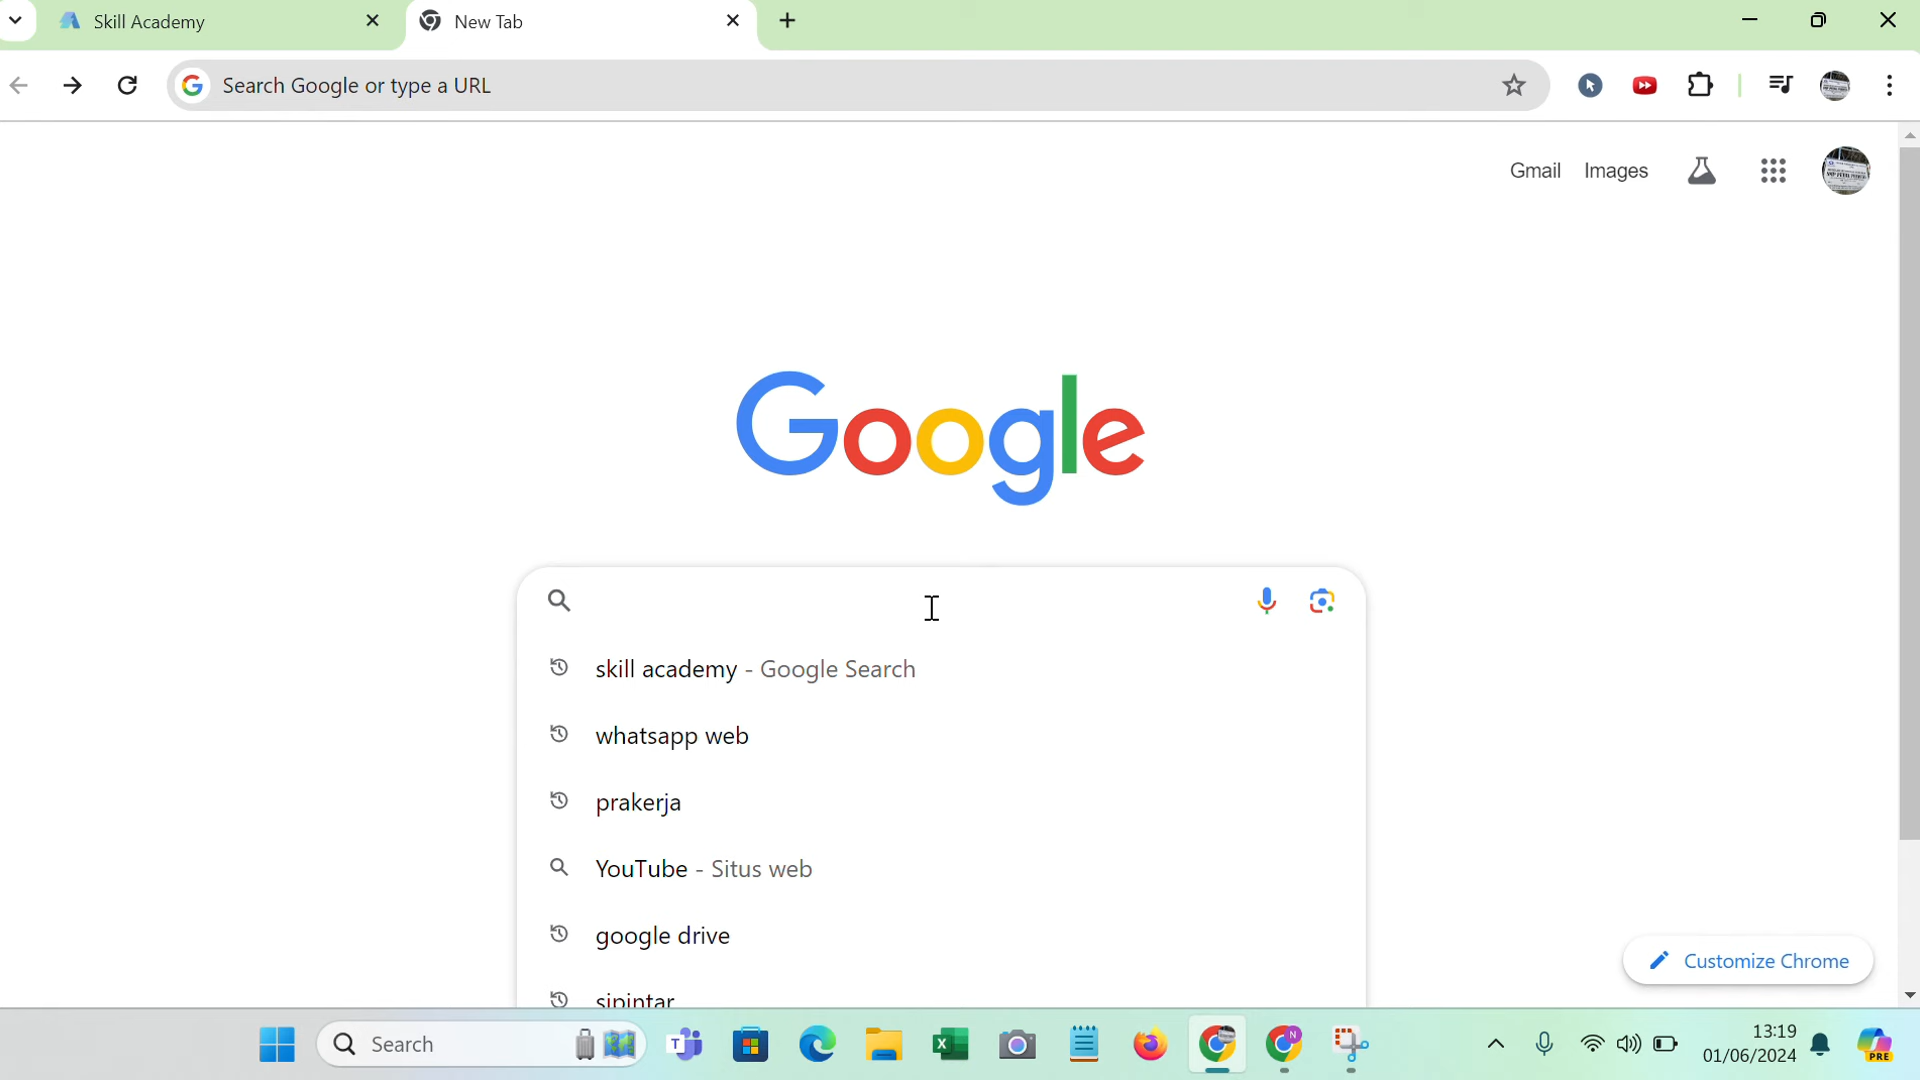 Skill Academy
New Tab
Search Google or type a URL
Gmail Images
Google
skill academy - Google Search
whatsapp web
prakerja
YouTube - Situs web
google drive
sipintar
Customize Chrome
Search
13:19
01/06/2024
PRE